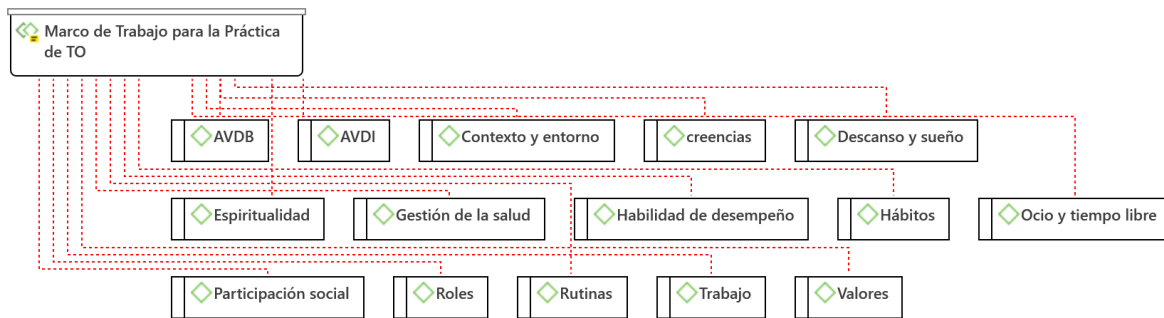 Marco de Trabajo para la Práctica
de TO
AVDB
AVDI
Contexto y entorno
creencias
Descanso y sueño
Espiritualidad
Gestión de la salud
Habilidad de desempeño
Hábitos
Ocio y tiempo libre
Participación social
Roles
Rutinas
Trabajo
Valores